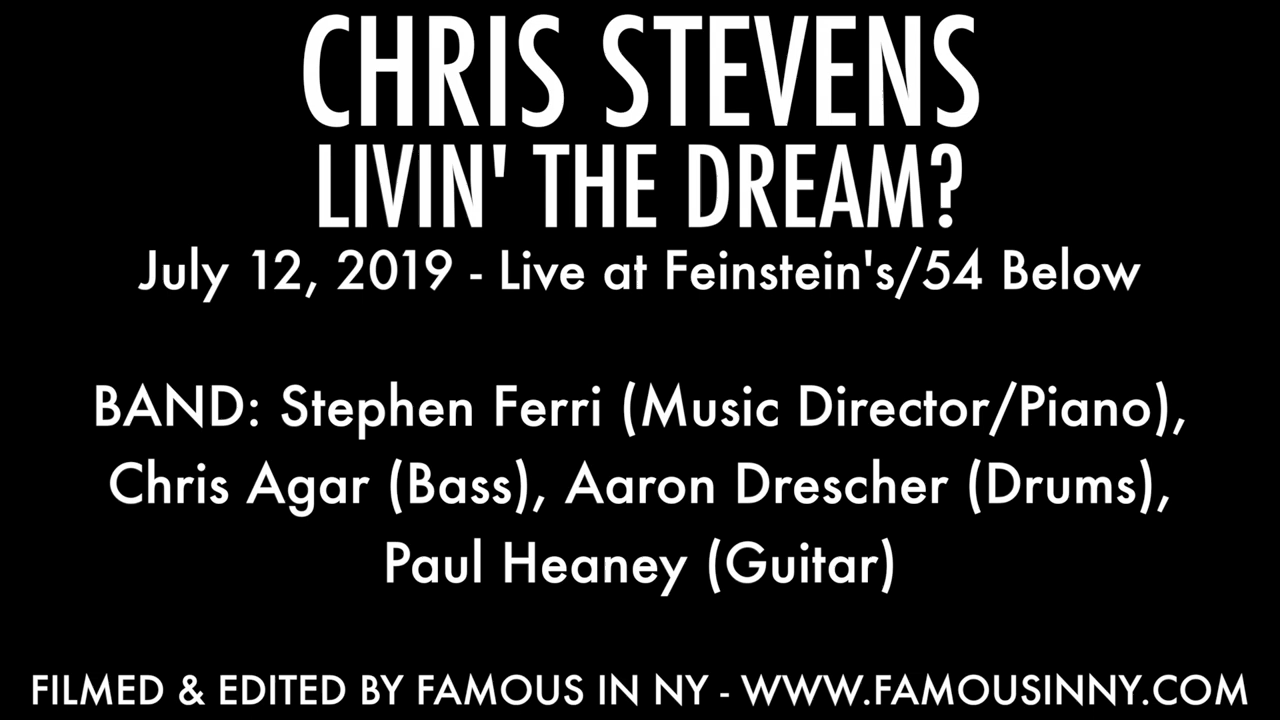 CHRIS STEVENS
LIVIN' THE DREAM?
July 12, 2019 - Live at Feinstein's/54 Below
BAND: Stephen Ferri (Music Director/Piano),
Chris Agar (Bass), Aaron Drescher (Drums),
Paul Heaney (Guitar)
FILMED & EDITED BY FAMOUS IN NY - WWW.FAMOUSINNY.COM